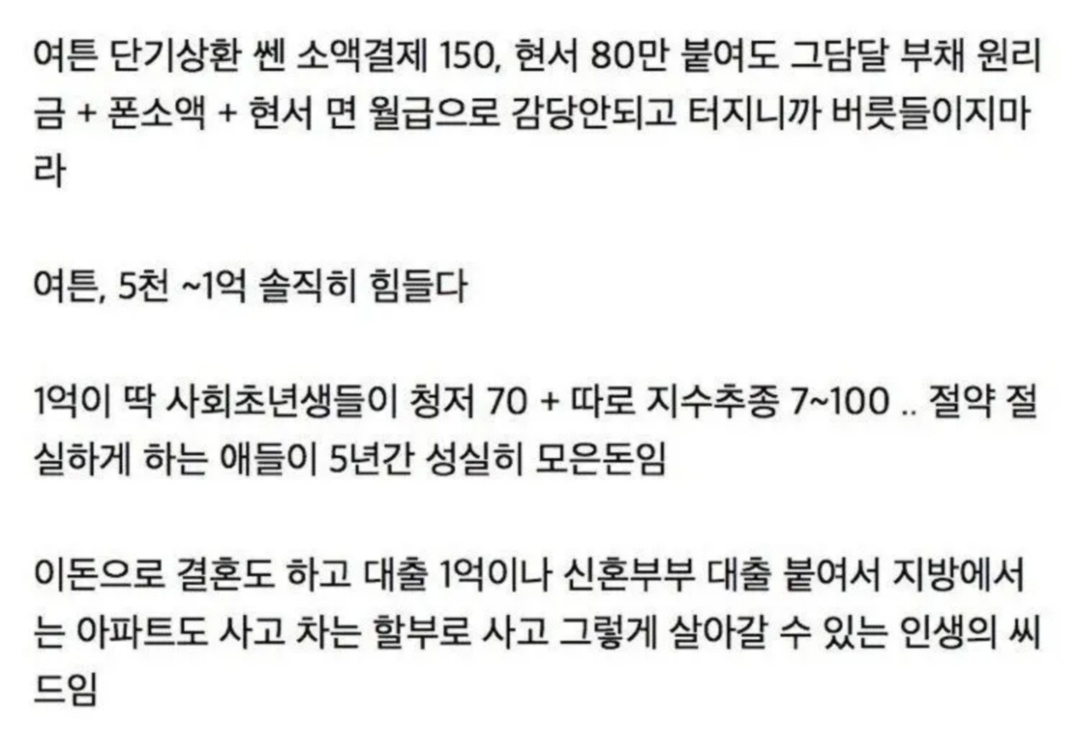 여튼 단기상환 쎈 소액결제 150, 현서 80만 붙여도 그담달 부채 원리
금 + 폰소액 + 현서 면 월급으로 감당안되고 터지니까 버릇들이지마
라
여튼, 5천 ~1억 솔직히 힘들다
1억이 딱 사회초년생들이 청저 70 + 따로 지수추종 7~100 .. 절약 절
실하게 하는 애들이 5년간 성실히 모은돈임
이돈으로 결혼도 하고 대출 1억이나 신혼부부 대출 붙여서 지방에서
는 아파트도 사고 차는 할부로 사고 그렇게 살아갈 수 있는 인생의 씨
드임